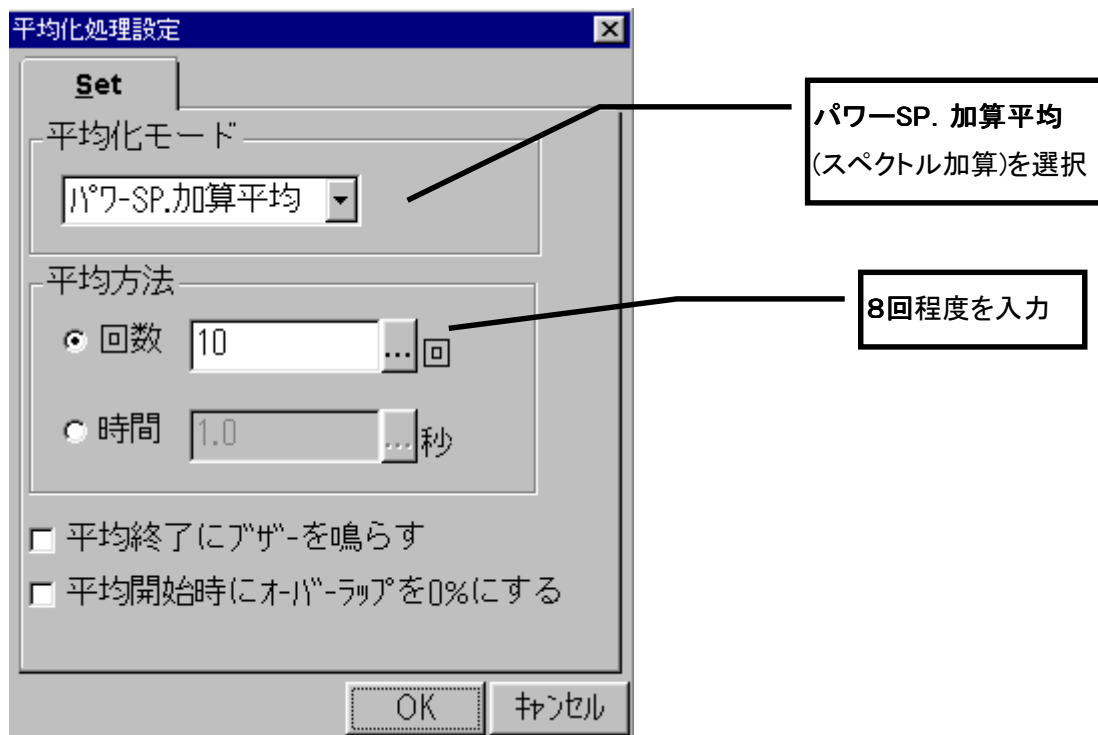 平均化処理設定
Set
平均化モード
パワーSP.加算平均
平均方法
回数 10 ... 回
時間 1.0 ... 秒
平均終了にブザーを鳴らす
平均開始時にオーバーラップを0%にする
OK キャンセル
パワーSP. 加算平均
(スペクトル加算)を選択
8回程度を入力